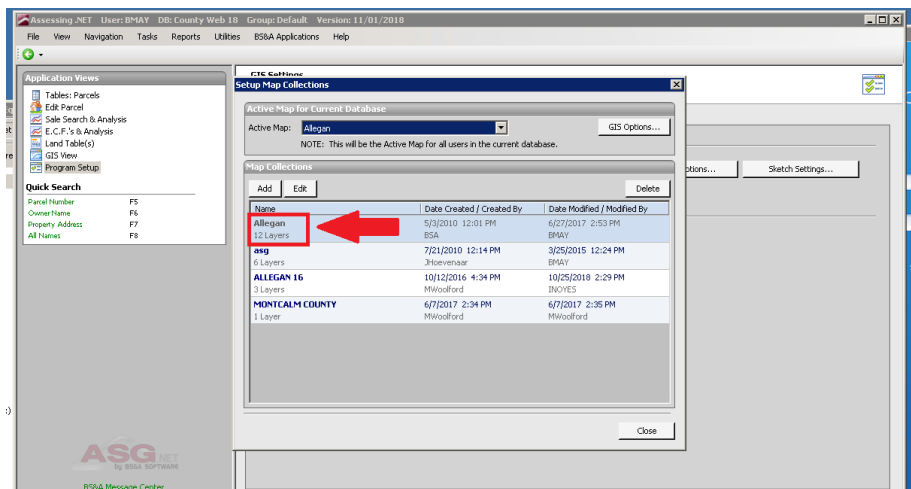 Assessing .NET User: BMAY DB: County Web 18 Group: Default Version: 11/01/2018
File View Navigation Tasks Reports Utilities BS&A Applications Help
Application Views
Tables: Parcels
Edit Parcel
Sale Search & Analysis
E.C.F.'s & Analysis
Land Table(s)
GIS View
Program Setup
Quick Search
Parcel Number F5
Owner Name F6
Property Address F7
All Names F8
ASG.NET
by BS&A SOFTWARE
BS&A Message Center
GIS Settings
Setup Map Collections
Active Map for Current Database
Active Map: Allegan GIS Options...
NOTE: This will be the Active Map for all users in the current database.
Map Collections
Add Edit Delete
Name Date Created / Created By Date Modified / Modified By
Allegan 5/3/2010 12:01 PM 6/27/2017 2:53 PM
12 Layers BSA BMAY
asg 7/21/2010 12:14 PM 3/25/2015 12:24 PM
6 Layers JHoevenaar BMAY
ALLEGAN 16 10/12/2016 4:34 PM 10/25/2018 2:29 PM
3 Layers MWoolford INOYES
MONTCALM COUNTY 6/7/2017 2:34 PM 6/7/2017 2:35 PM
1 Layer MWoolford MWoolford
Close
ptions... Sketch Settings...